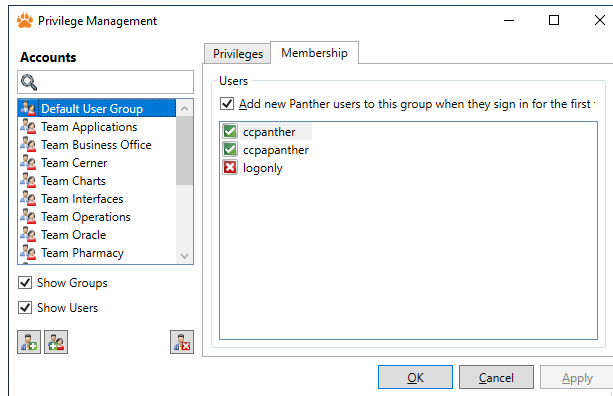 Privilege Management
Accounts
Default User Group
Team Applications
Team Business Office
Team Cerner
Team Charts
Team Interfaces
Team Operations
Team Oracle
Team Pharmacy
Show Groups
Show Users
Privileges
Membership
Users
Add new Panther users to this group when they sign in for the first
ccpanther
ccpapanther
logonly
OK
Cancel
Apply